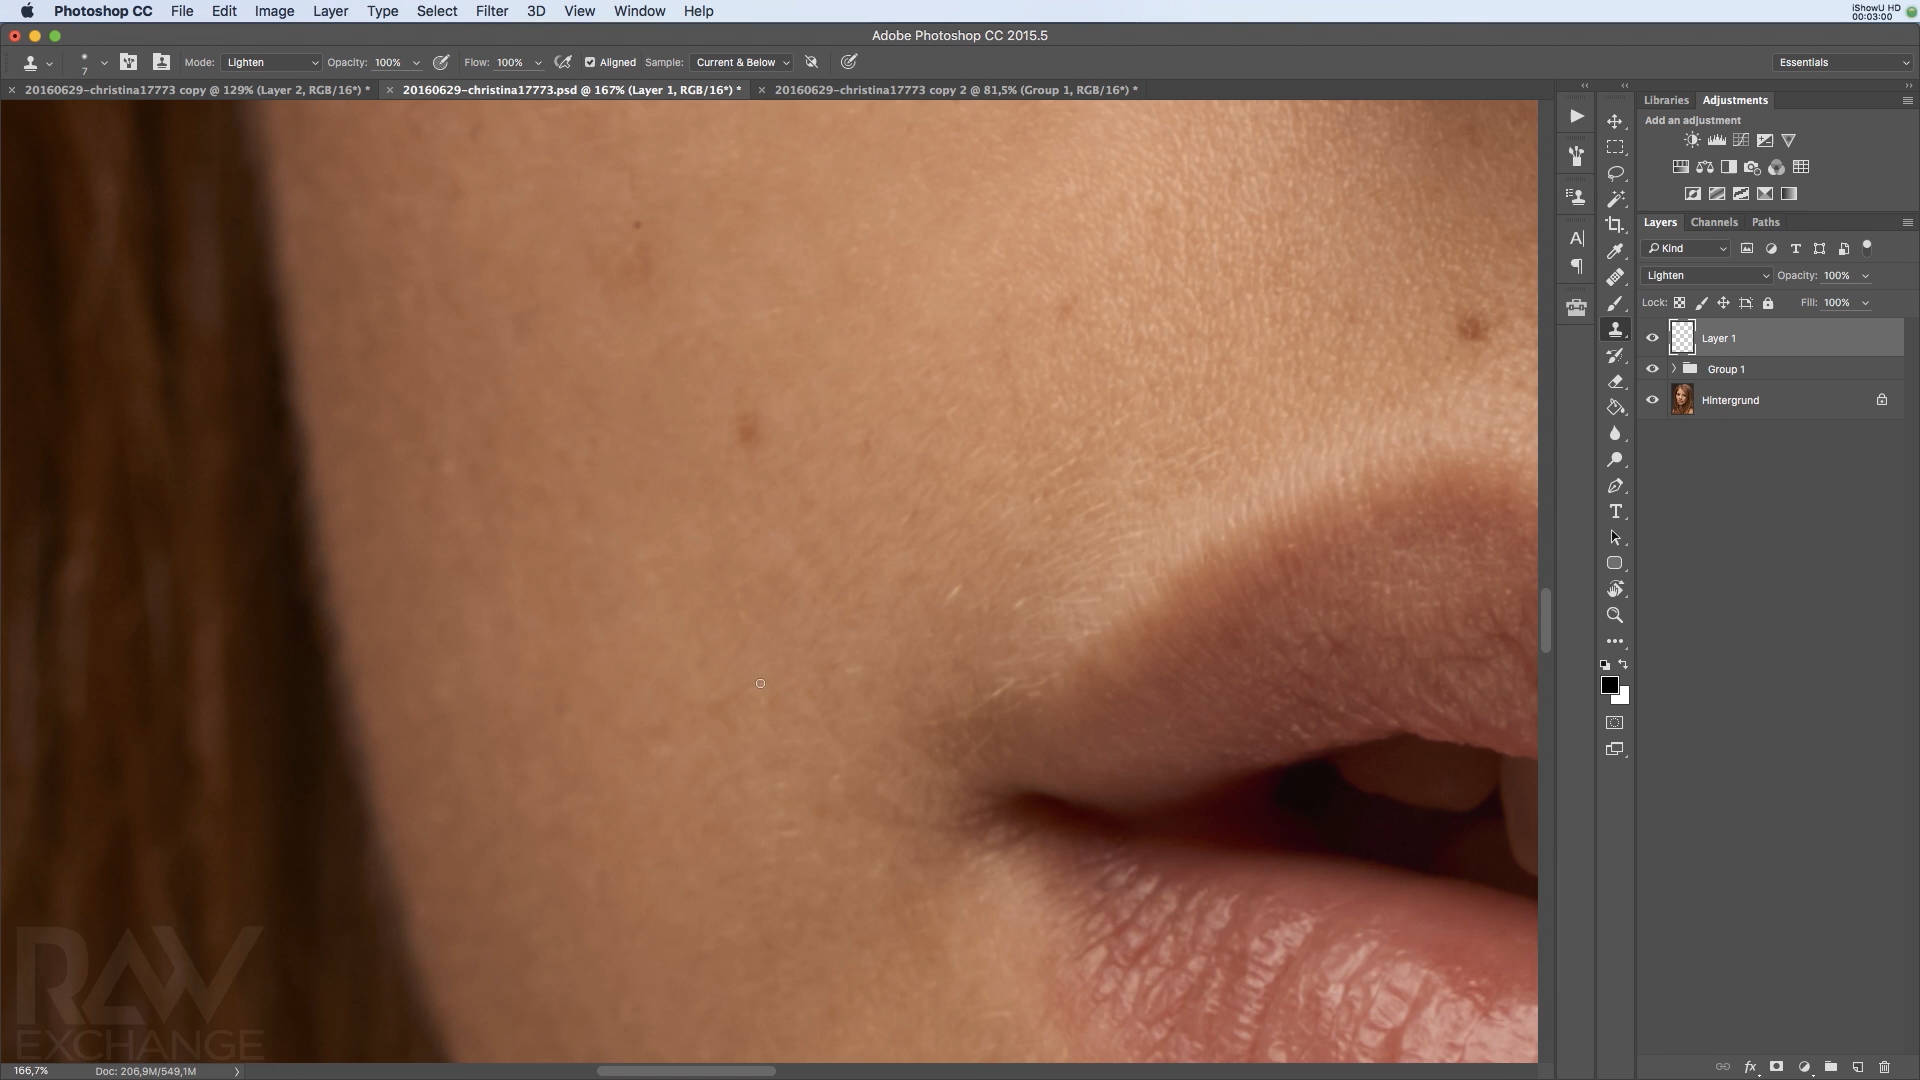 Photoshop CC File Edit Image Layer Type Select Filter 3D View Window Help
iShowU HD
00:03:00
Adobe Photoshop CC 2015.5
7 Mode: Lighten Opacity: 100% Flow: 100% Aligned Sample: Current & Below Essentials
20160629-christina17773 copy @ 129% (Layer 2, RGB/16*) * 20160629-christina17773.psd @ 167% (Layer 1, RGB/16*) * 20160629-christina17773 copy 2 @ 81,5% (Group 1, RGB/16*) *
Libraries Adjustments
Add an adjustment
Layers Channels Paths
Kind
Lighten Opacity: 100%
Lock: Fill: 100%
Layer 1
Group 1
Hintergrund
RAW
EXCHANGE
166,7% Doc: 206,9M/549,1M